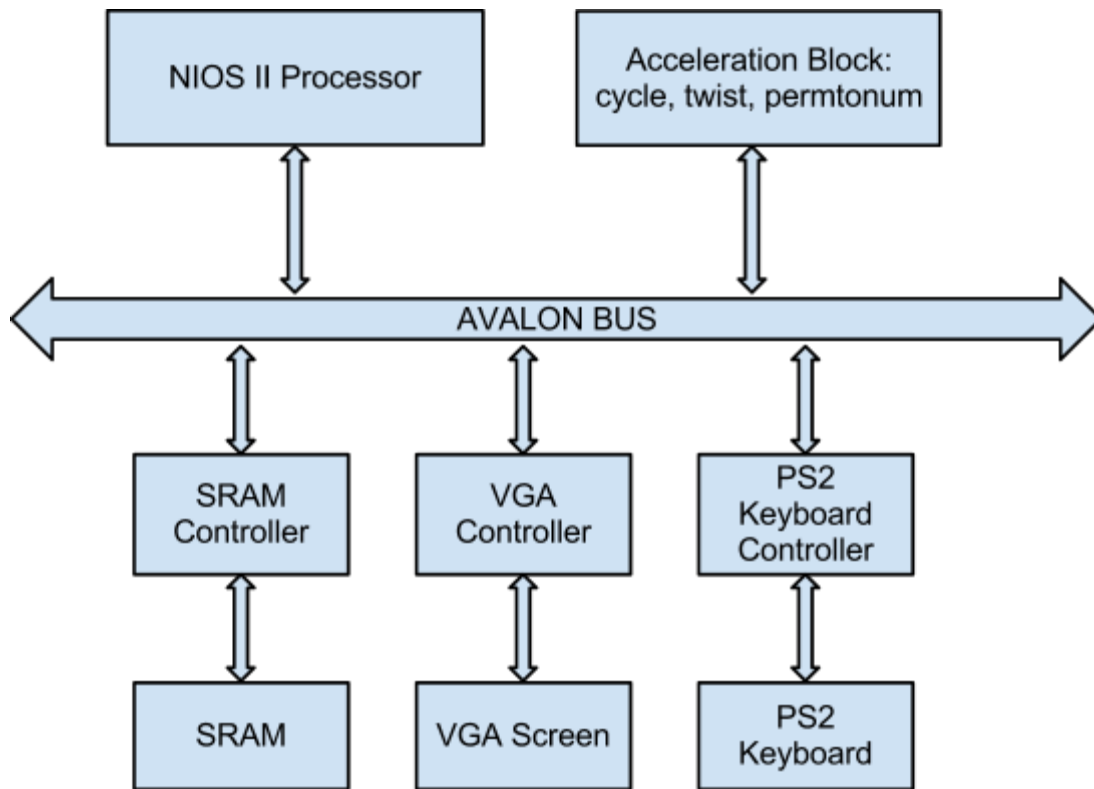 NIOS II Processor
Acceleration Block:
cycle, twist, permtonum
AVALON BUS
SRAM
Controller
VGA
Controller
PS2
Keyboard
Controller
SRAM
VGA Screen
PS2
Keyboard